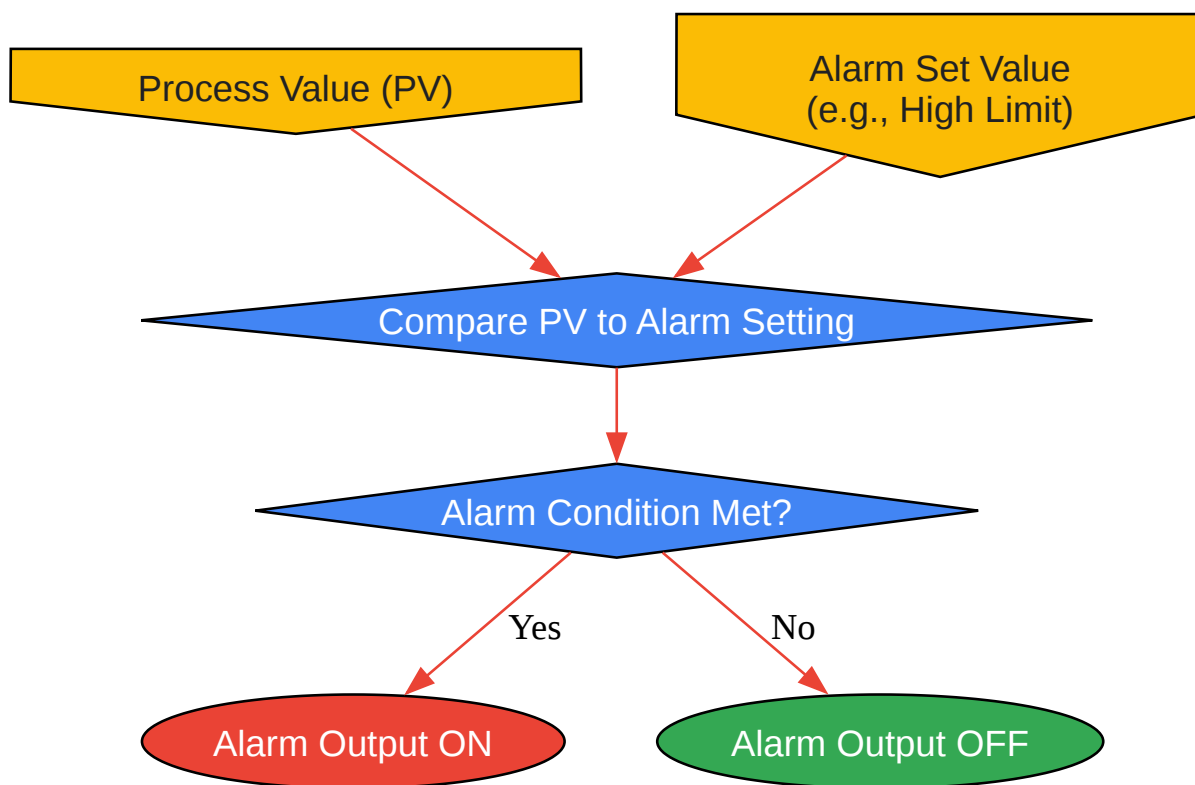 Process Value (PV)
Alarm Set Value
(e.g., High Limit)
Compare PV to Alarm Setting
Alarm Condition Met?
Yes
No
Alarm Output ON
Alarm Output OFF